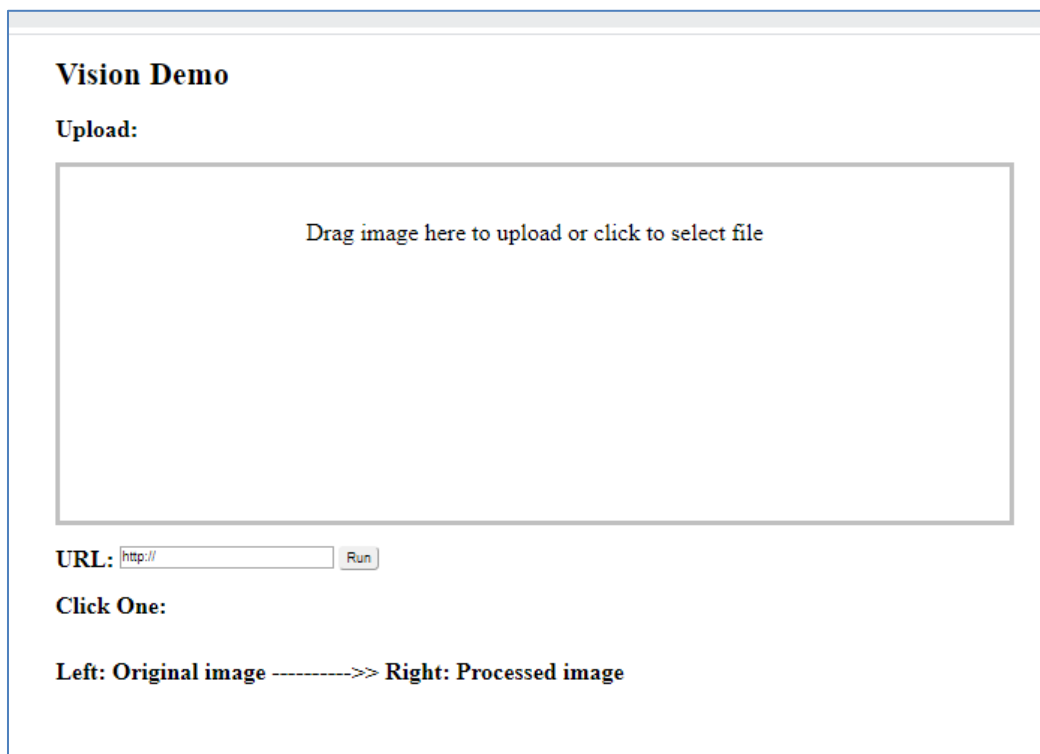 Vision Demo
Upload:
Drag image here to upload or click to select file
URL: http:// Run
Click One:
Left: Original image ---------->> Right: Processed image